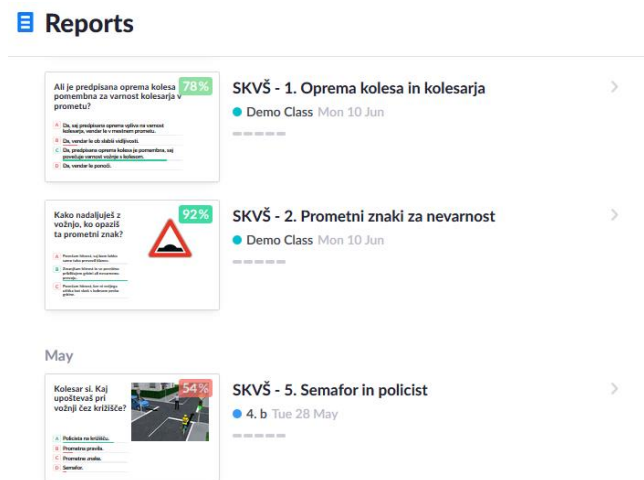 Reports
Ali je predpisana oprema kolesa
pomembna za varnost kolesarja v
prometu?
78%
A Da, saj predpisana oprema vpliva na varnost
kolesarja, vendar le v mestnem prometu.
B Da, vendar le ob slabši vidljivosti.
C Da, predpisana oprema kolesa je pomembna, saj
povečuje varnost vožnje s kolesom.
D Da, vendar le ponoči.
SKVŠ - 1. Oprema kolesa in kolesarja
Demo Class Mon 10 Jun
Kako nadaljuješ z
vožnjo, ko opaziš
ta prometni znak?
92%
A
B
C
SKVŠ - 2. Prometni znaki za nevarnost
Demo Class Mon 10 Jun
May
Kolesar si. Kaj
upoštevaš pri
vožnji čez križišče?
54%
A Policista na križišču.
B Prometna pravila.
C Prometne znake.
D Semafor.
SKVŠ - 5. Semafor in policist
4. b Tue 28 May